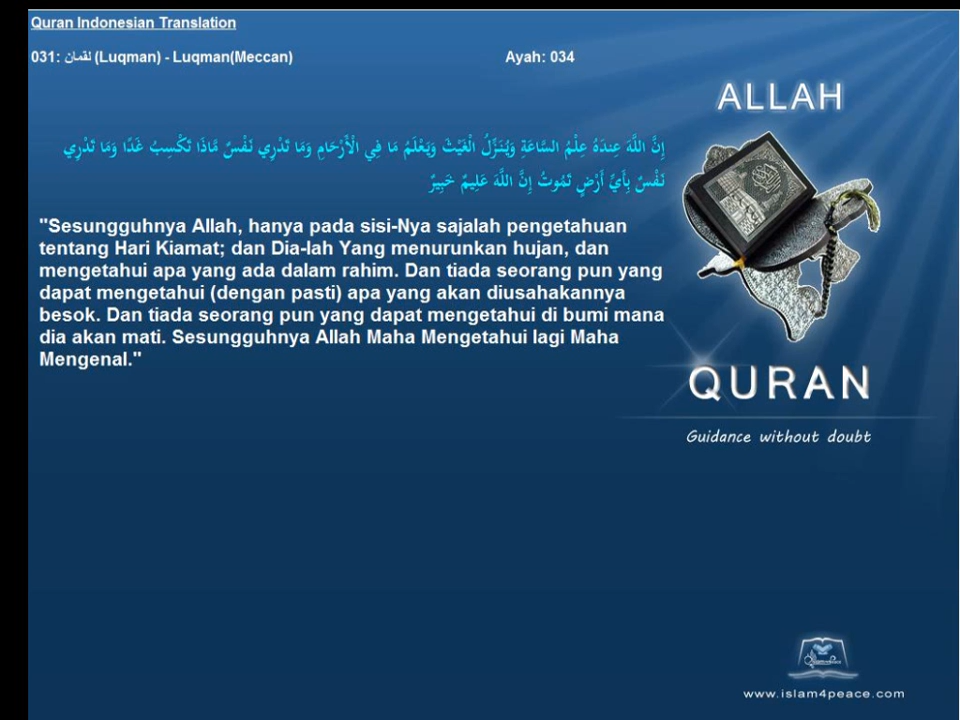 Quran Indonesian Translation
031: لقمان (Luqman) - Luqman(Meccan) Ayah: 034
ALLAH
إِنَّ اللَّهَ عِندَهُ عِلْمُ السَّاعَةِ وَيُنَزِّلُ الْغَيْثَ وَيَعْلَمُ مَا فِي الْأَرْحَامِ وَمَا تَدْرِي نَفْسٌ مَّاذَا تَكْسِبُ غَدًا وَمَا تَدْرِي
نَفْسٌ بِأَيِّ أَرْضٍ تَمُوتُ إِنَّ اللَّهَ عَلِيمٌ خَبِيرٌ
"Sesungguhnya Allah, hanya pada sisi-Nya sajalah pengetahuan
tentang Hari Kiamat; dan Dia-lah Yang menurunkan hujan, dan
mengetahui apa yang ada dalam rahim. Dan tiada seorang pun yang
dapat mengetahui (dengan pasti) apa yang akan diusahakannya
besok. Dan tiada seorang pun yang dapat mengetahui di bumi mana
dia akan mati. Sesungguhnya Allah Maha Mengetahui lagi Maha
Mengenal."
QURAN
Guidance without doubt
www.islam4peace.com